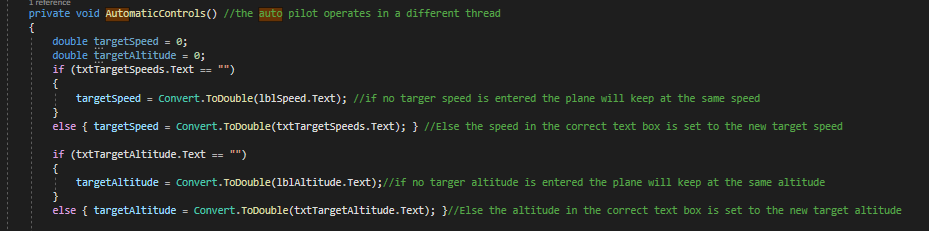 1 reference
private void AutomaticControls() //the auto pilot operates in a different thread
{
double targetSpeed = 0;
double targetAltitude = 0;
if (txtTargetSpeeds.Text == "")
{
targetSpeed = Convert.ToDouble(lblSpeed.Text); //if no targer speed is entered the plane will keep at the same speed
}
else { targetSpeed = Convert.ToDouble(txtTargetSpeeds.Text); } //Else the speed in the correct text box is set to the new target speed
if (txtTargetAltitude.Text == "")
{
targetAltitude = Convert.ToDouble(lblAltitude.Text);//if no targer altitude is entered the plane will keep at the same altitude
}
else { targetAltitude = Convert.ToDouble(txtTargetAltitude.Text); }//Else the altitude in the correct text box is set to the new target altitude